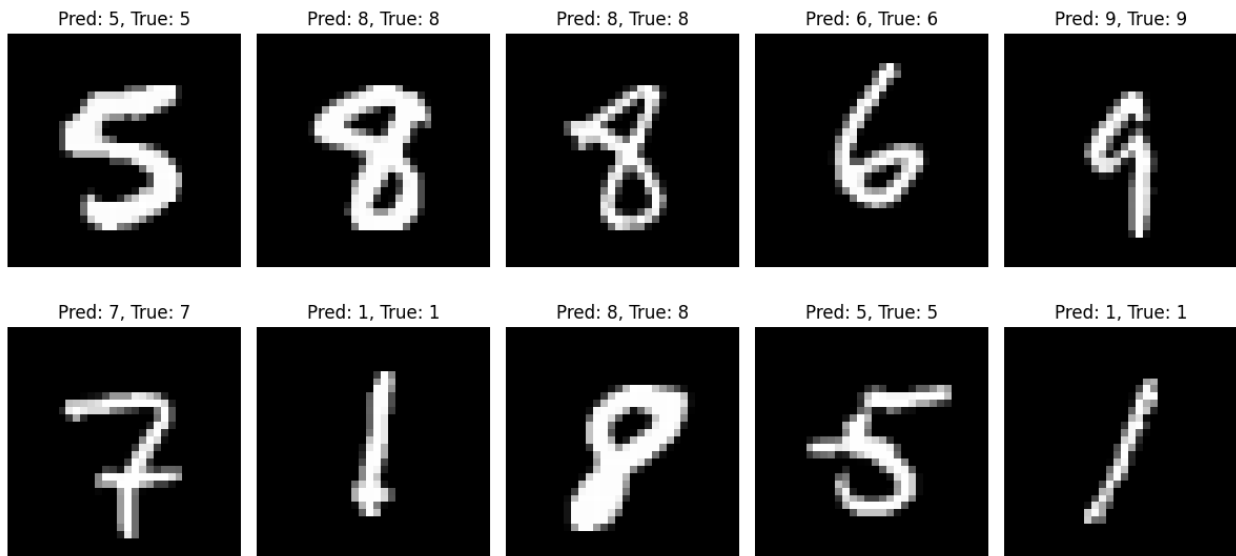 Pred: 5, True: 5
Pred: 8, True: 8
Pred: 8, True: 8
Pred: 6, True: 6
Pred: 9, True: 9
5
8
8
6
9
Pred: 7, True: 7
Pred: 1, True: 1
Pred: 8, True: 8
Pred: 5, True: 5
Pred: 1, True: 1
7
1
8
5
1